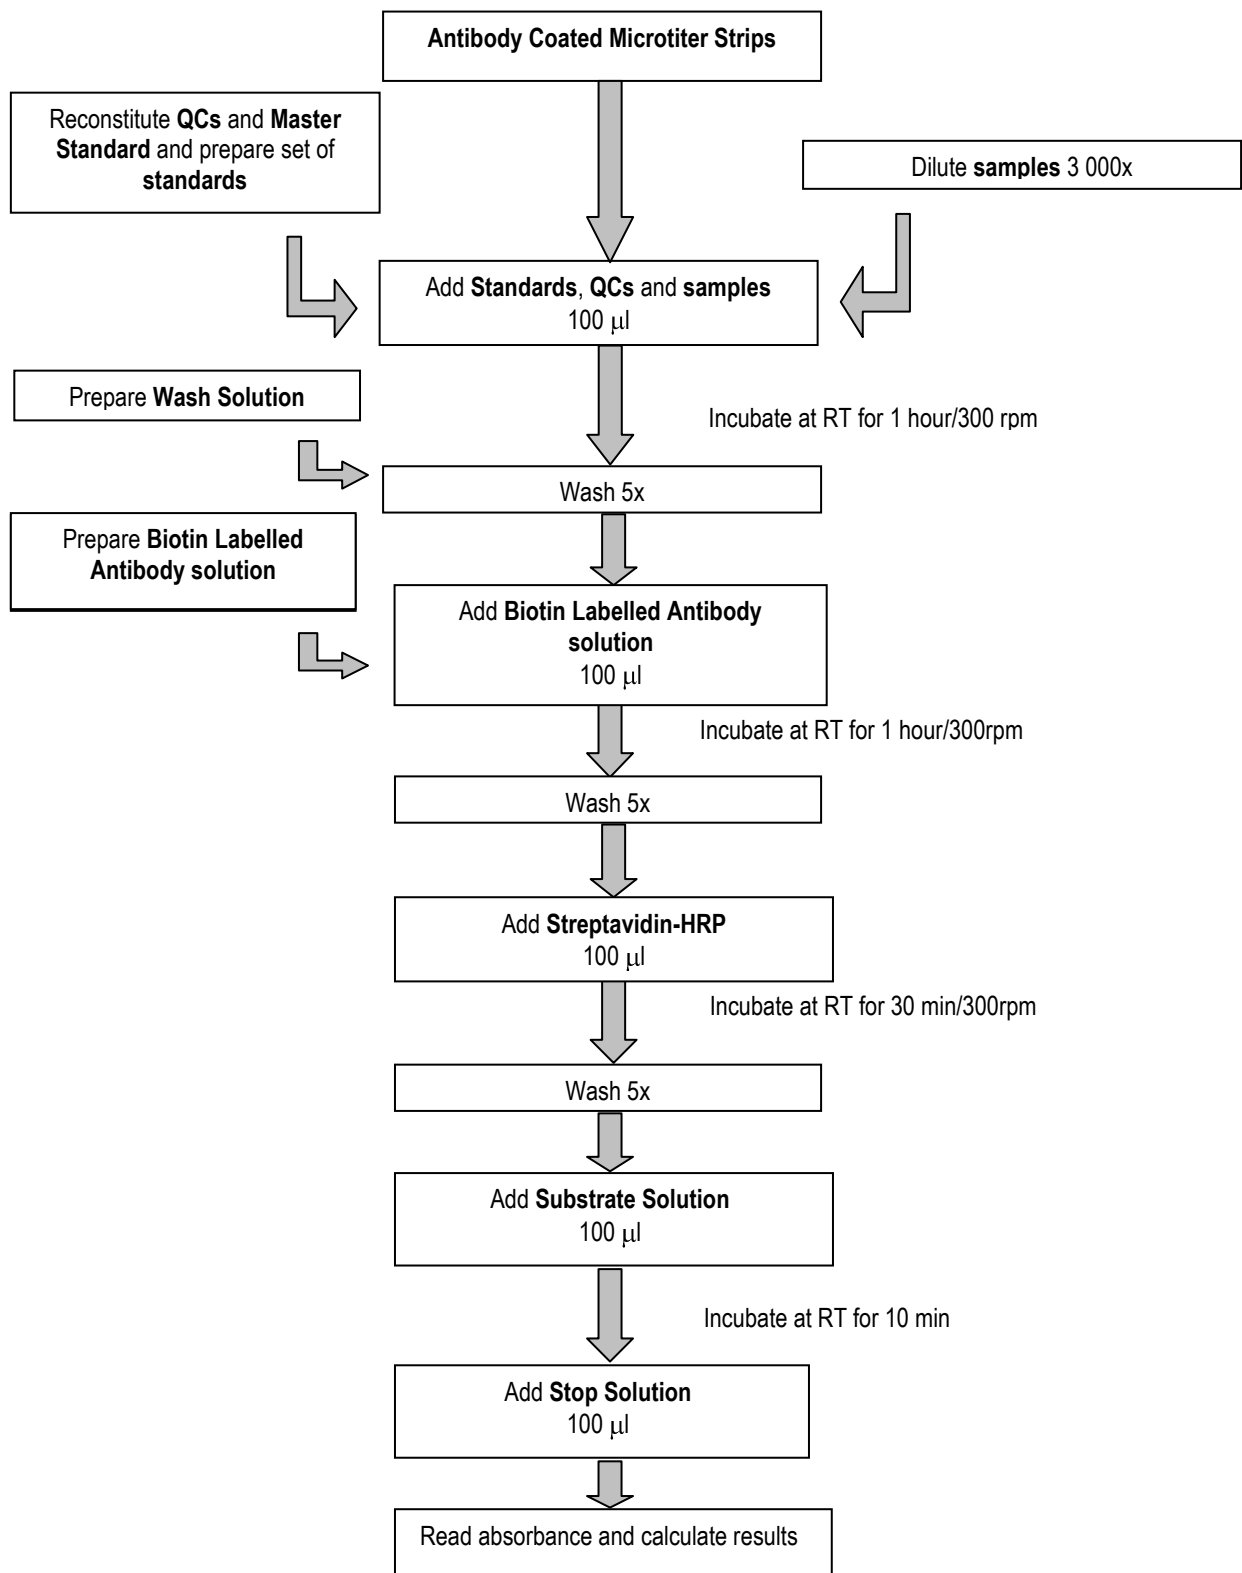 Antibody Coated Microtiter Strips
Reconstitute QCs and Master
Standard and prepare set of
standards
Dilute samples 3 000x
Add Standards, QCs and samples
100 μl
Prepare Wash Solution
Incubate at RT for 1 hour/300 rpm
Wash 5x
Prepare Biotin Labelled
Antibody solution
Add Biotin Labelled Antibody
solution
100 μl
Incubate at RT for 1 hour/300rpm
Wash 5x
Add Streptavidin-HRP
100 μl
Incubate at RT for 30 min/300rpm
Wash 5x
Add Substrate Solution
100 μl
Incubate at RT for 10 min
Add Stop Solution
100 μl
Read absorbance and calculate results